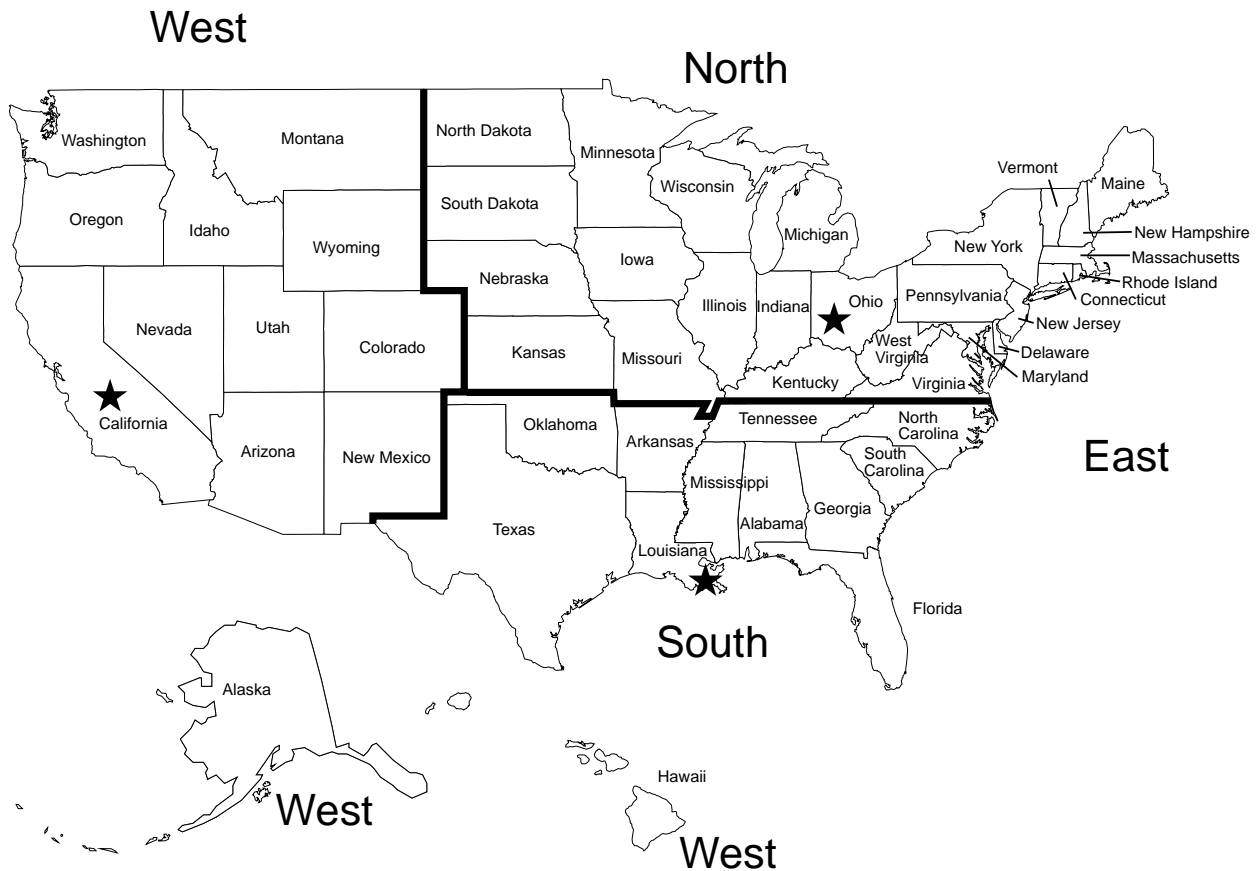 West
North
Washington
Montana
North Dakota
Minnesota
Vermont
Maine
Oregon
Idaho
Wyoming
South Dakota
Wisconsin
Michigan
New York
New Hampshire
Massachusetts
Rhode Island
Connecticut
Nebraska
Iowa
Illinois
Indiana
Ohio
Pennsylvania
New Jersey
Nevada
Utah
Colorado
Kansas
Missouri
West
Virginia
Virginia
Delaware
Maryland
Kentucky
California
Arizona
New Mexico
Oklahoma
Arkansas
Tennessee
North
Carolina
South
Carolina
East
Texas
Louisiana
Mississippi
Alabama
Georgia
Florida
South
Alaska
West
Hawaii
West